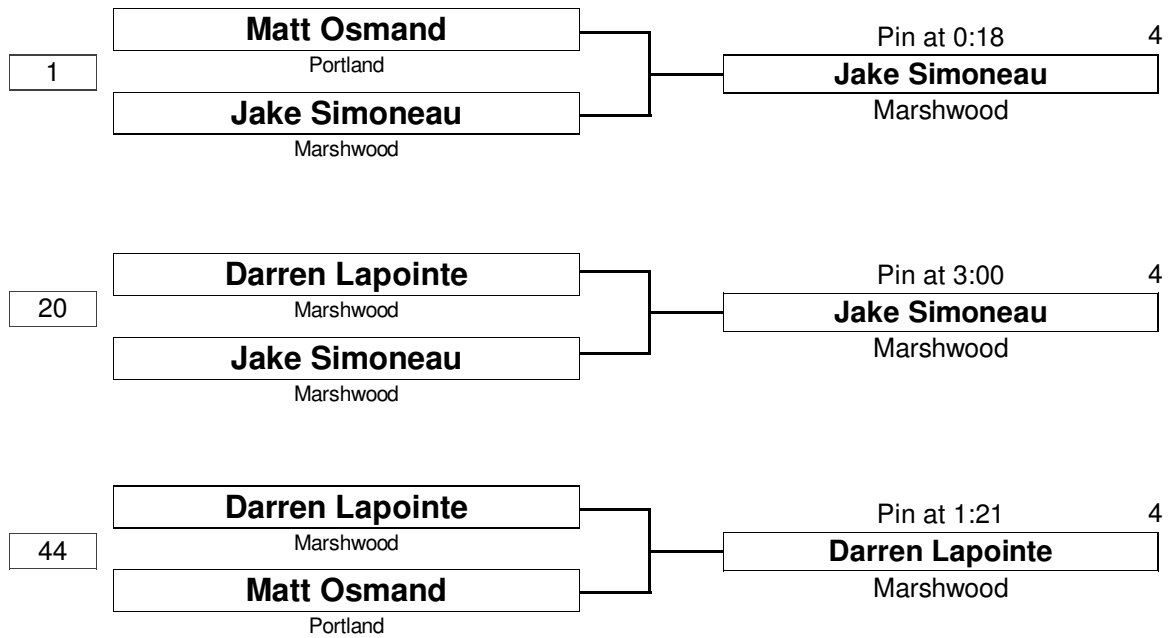 Matt Osmand
Portland
1
Jake Simoneau
Marshwood
Pin at 0:18 4
Jake Simoneau
Marshwood
Darren Lapointe
Marshwood
20
Jake Simoneau
Marshwood
Pin at 3:00 4
Jake Simoneau
Marshwood
Darren Lapointe
Marshwood
44
Matt Osmand
Portland
Pin at 1:21 4
Darren Lapointe
Marshwood